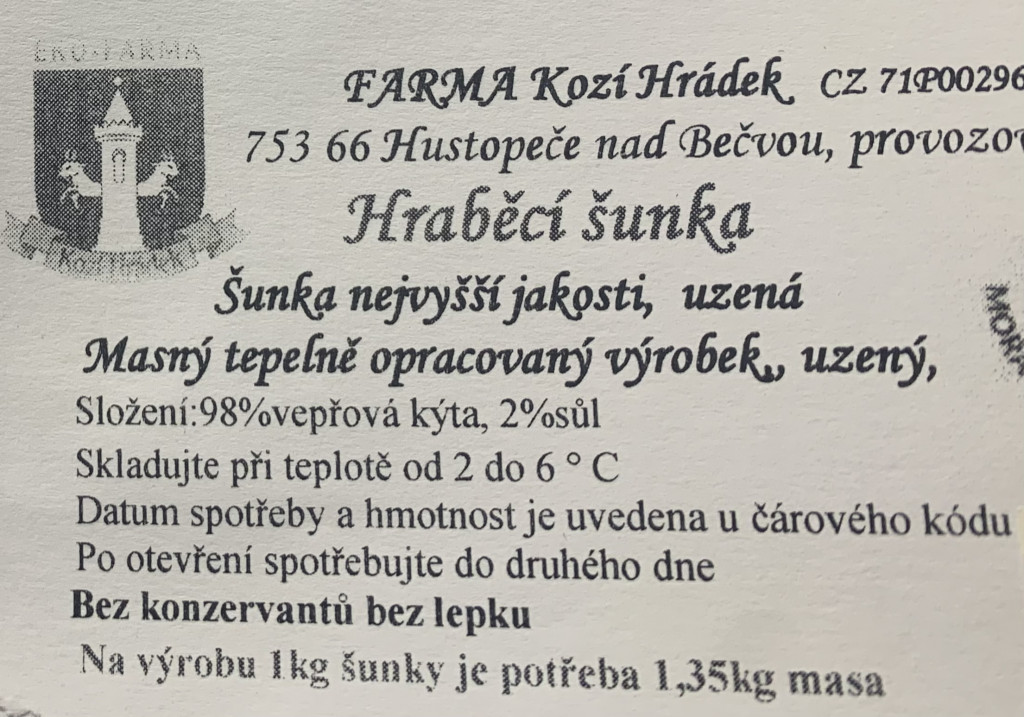 EKO-FARMA
Kozí Hrádek
FARMA Kozí Hrádek CZ 71P00296
753 66 Hustopeče nad Bečvou, provozov
Hraběcí šunka
Šunka nejvyšší jakosti, uzená
Masný tepelně opracovaný výrobek,, uzený,
Složení:98%vepřová kýta, 2%sůl
Skladujte při teplotě od 2 do 6 ° C
Datum spotřeby a hmotnost je uvedena u čárového kódu
Po otevření spotřebujte do druhého dne
Bez konzervantů bez lepku
Na výrobu 1kg šunky je potřeba 1,35kg masa